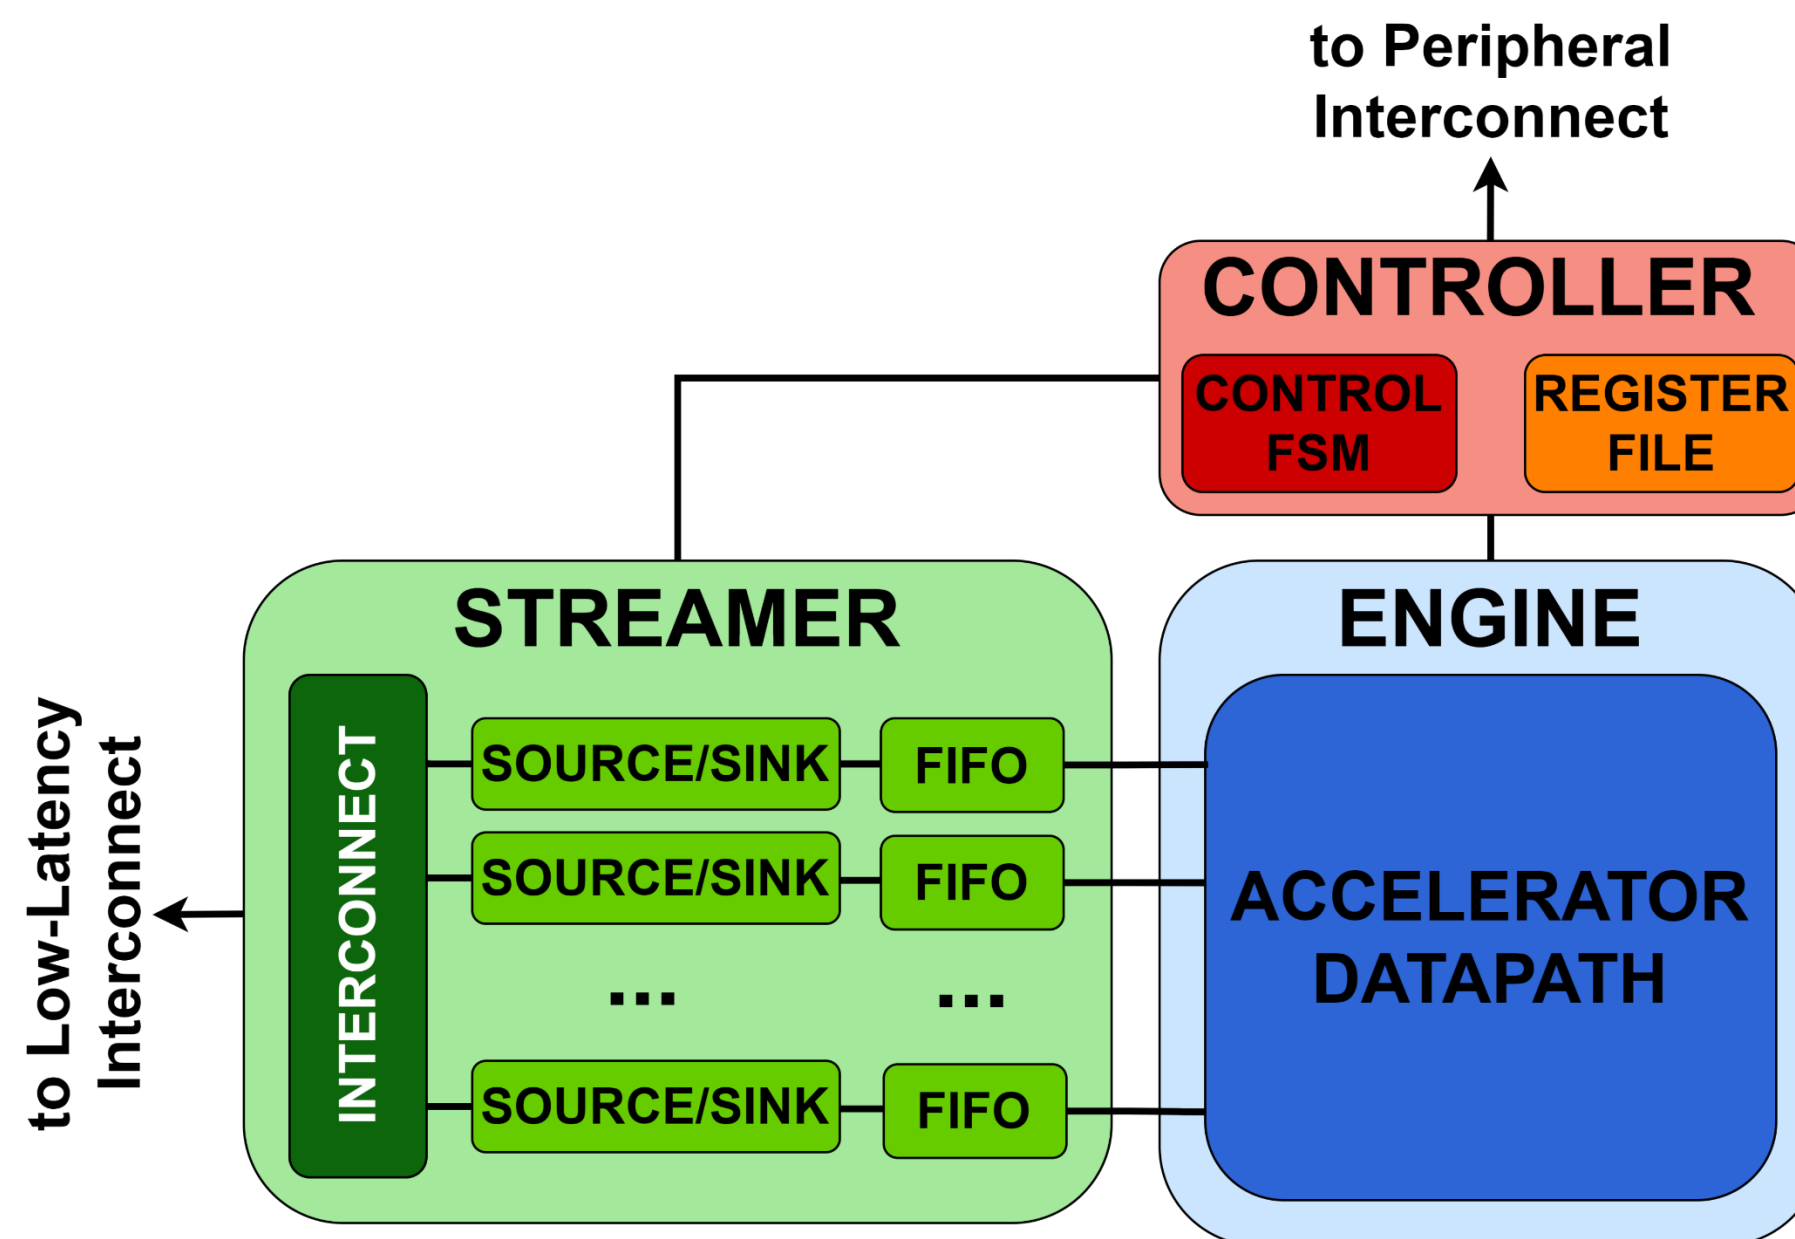 to Peripheral
Interconnect
CONTROLLER
CONTROL
FSM
REGISTER
FILE
STREAMER
ENGINE
to Low-Latency
Interconnect
INTERCONNECT
SOURCE/SINK
FIFO
SOURCE/SINK
FIFO
...
...
SOURCE/SINK
FIFO
ACCELERATOR
DATAPATH